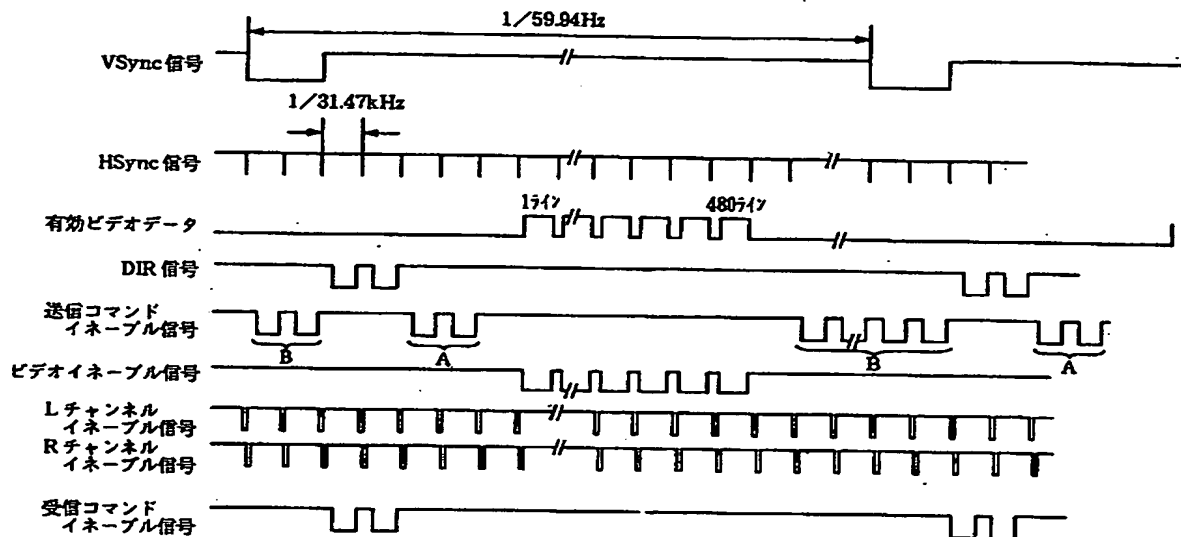 1/59.94Hz
VSync信号
1/31.47kHz
HSync信号
1ライン
480ライン
有効ビデオデータ
DIR信号
送信コマンド
イネーブル信号
B
A
B
A
ビデオイネーブル信号
Lチャンネル
イネーブル信号
Rチャンネル
イネーブル信号
受信コマンド
イネーブル信号